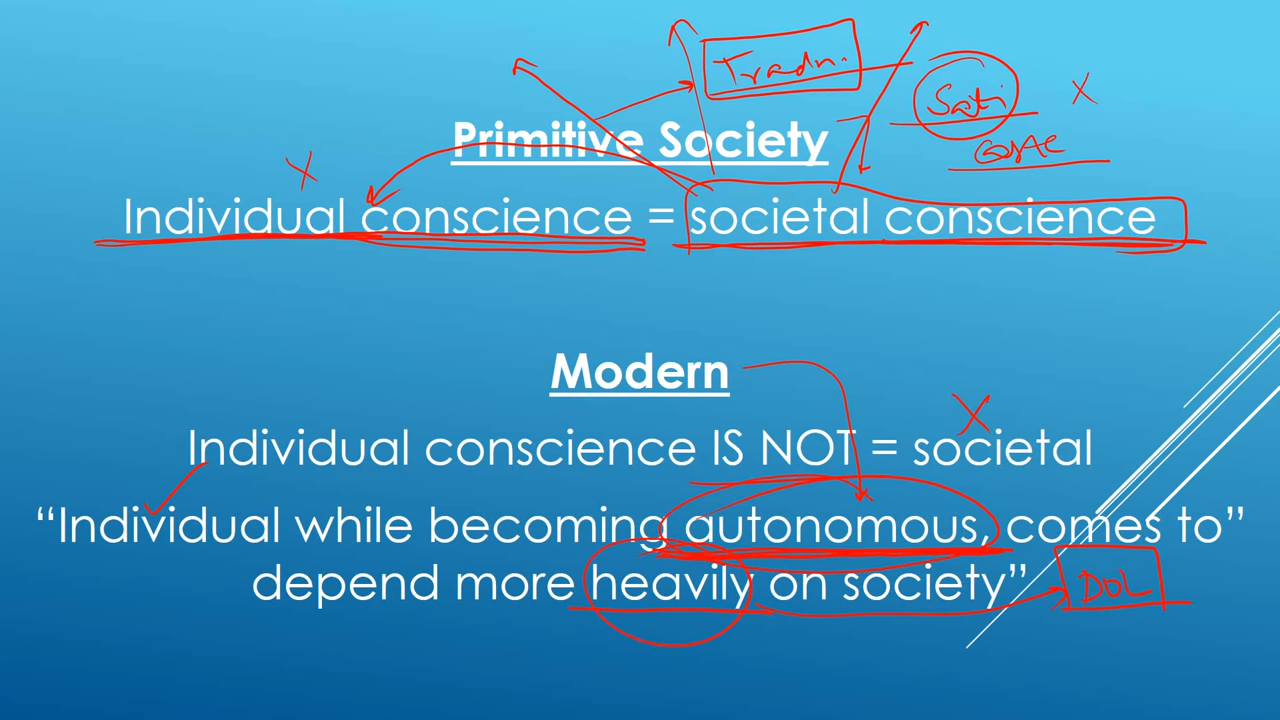 Tradn.
Sati
Primitive Society
Individual conscience = societal conscience
Modern
Individual conscience IS NOT = societal
“Individual while becoming autonomous, comes to”
depend more heavily on society”
DOL